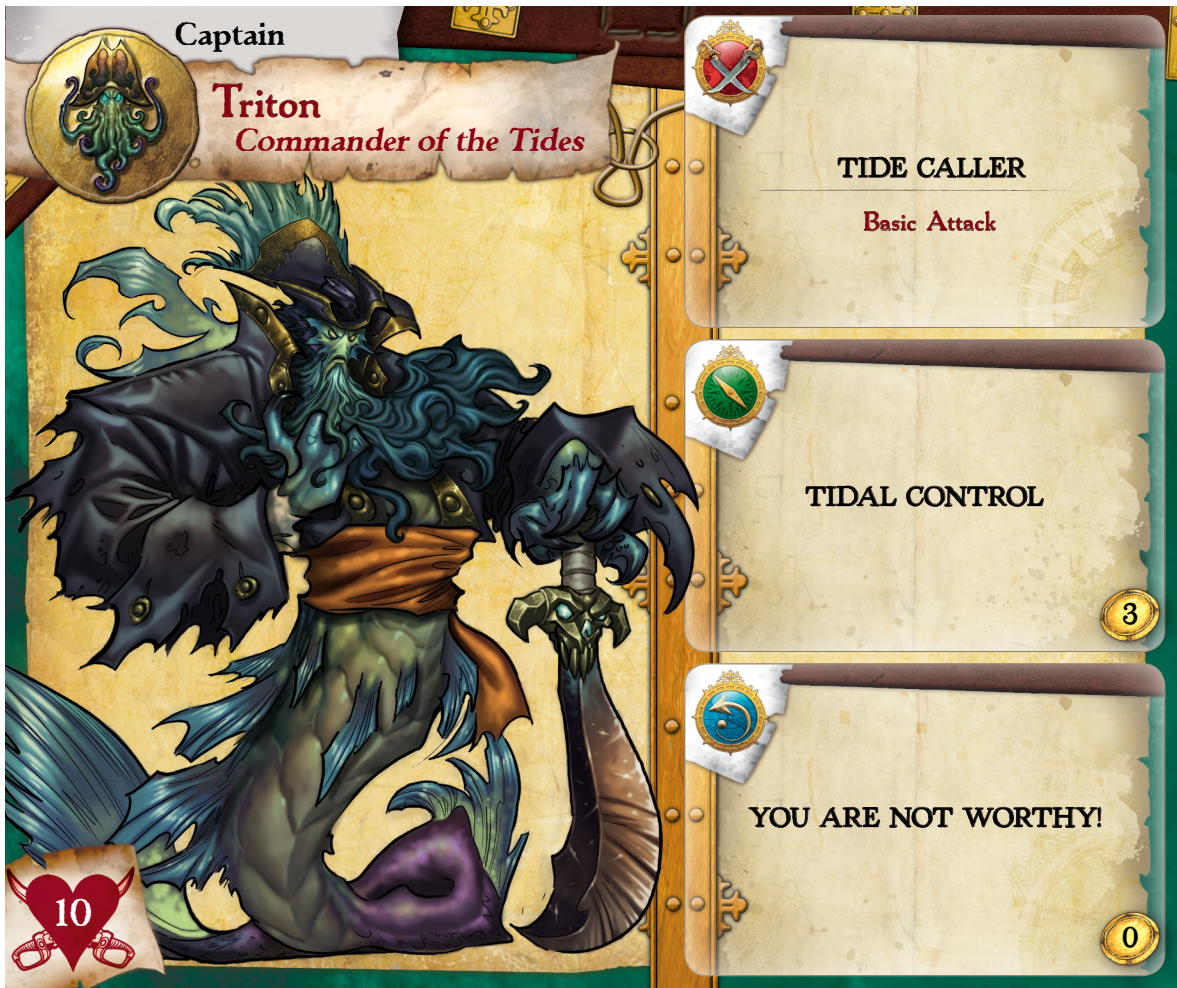 Captain
Triton
Commander of the Tides
10
TIDE CALLER
Basic Attack
TIDAL CONTROL
3
YOU ARE NOT WORTHY!
0